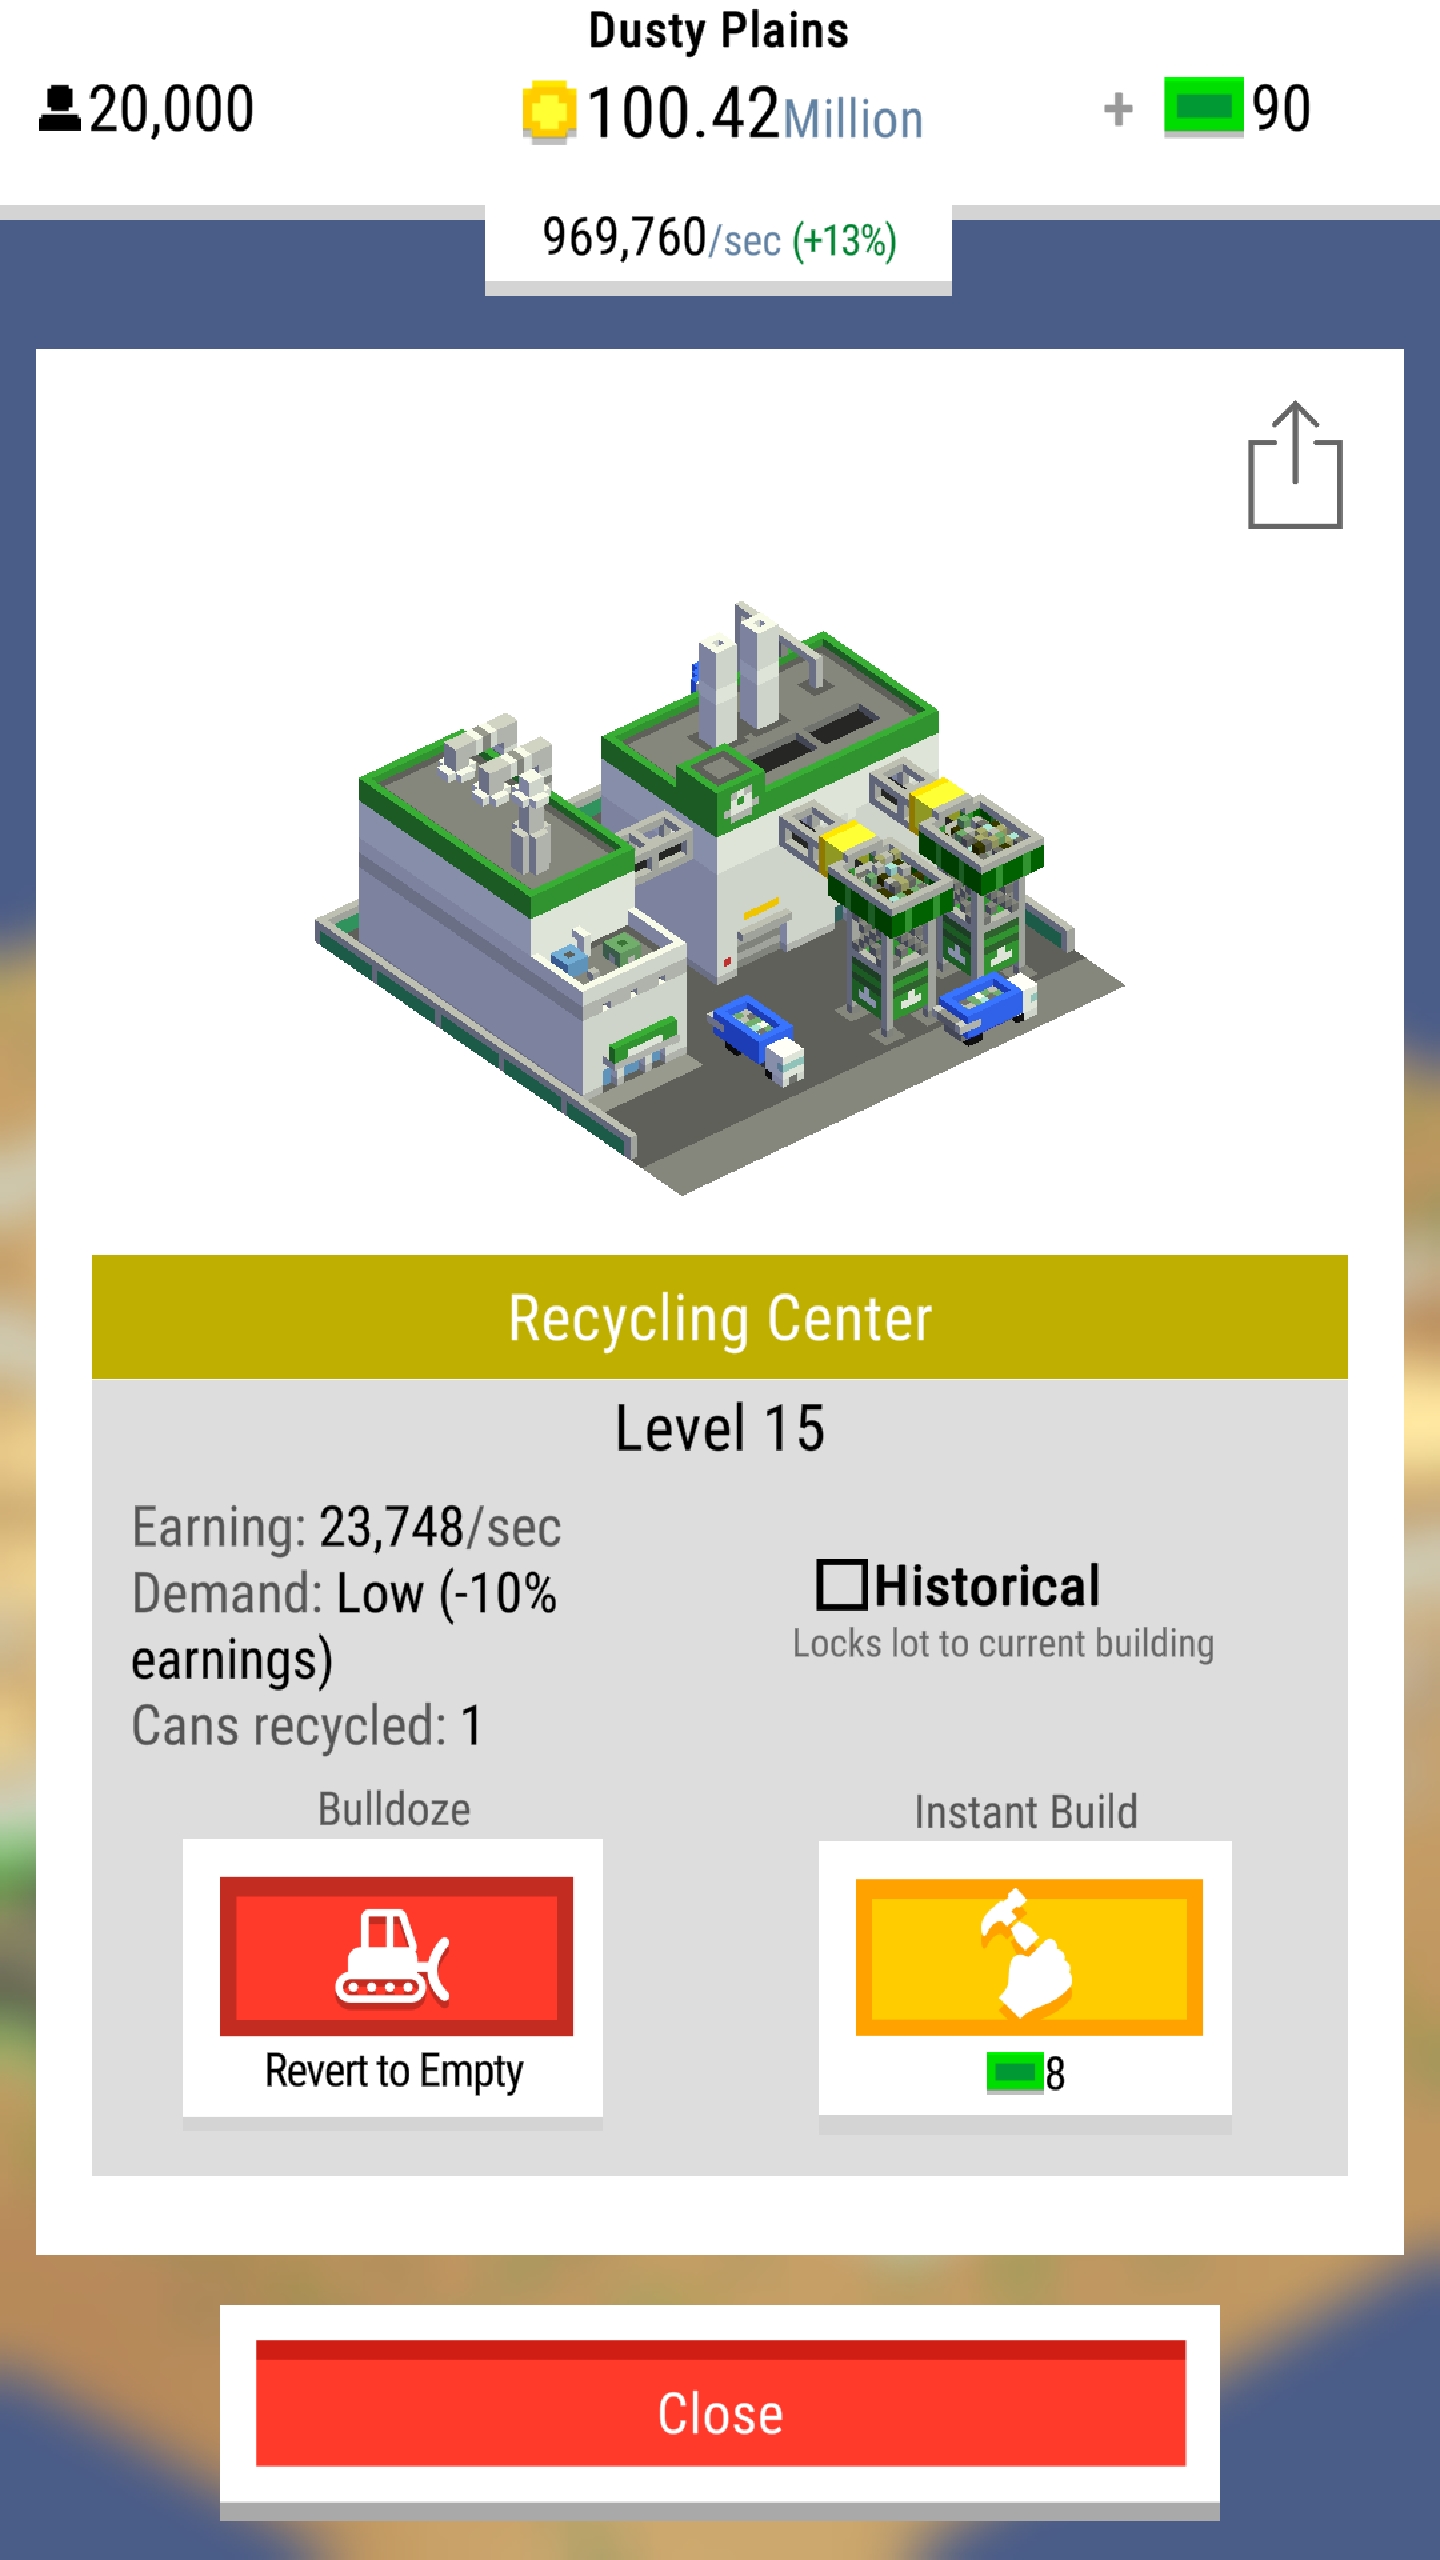 Dusty Plains
20,000
100.42Million
+ 90
969,760/sec (+13%)
Recycling Center
Level 15
Earning: 23,748/sec
Demand: Low (-10%
earnings)
Cans recycled: 1
Historical
Locks lot to current building
Bulldoze
Revert to Empty
Instant Build
8
Close